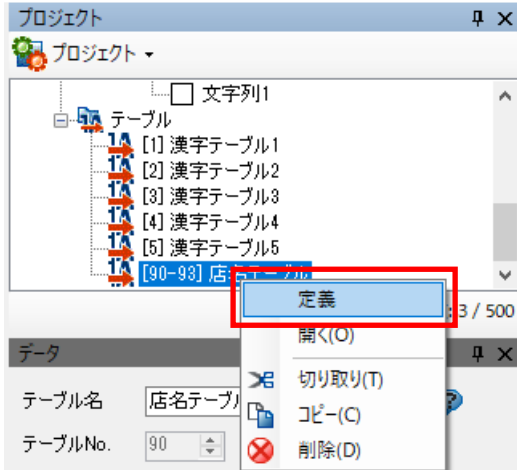 プロジェクト
プロジェクト
文字列1
テーブル
[1] 漢字テーブル1
[2] 漢字テーブル2
[3] 漢字テーブル3
[4] 漢字テーブル4
[5] 漢字テーブル5
[90-93] 店名テーブル
定義
: 3 / 500
開く(O)
データ
切り取り(T)
テーブル名 店名テーブル
コピー(C)
テーブルNo. 90
削除(D)